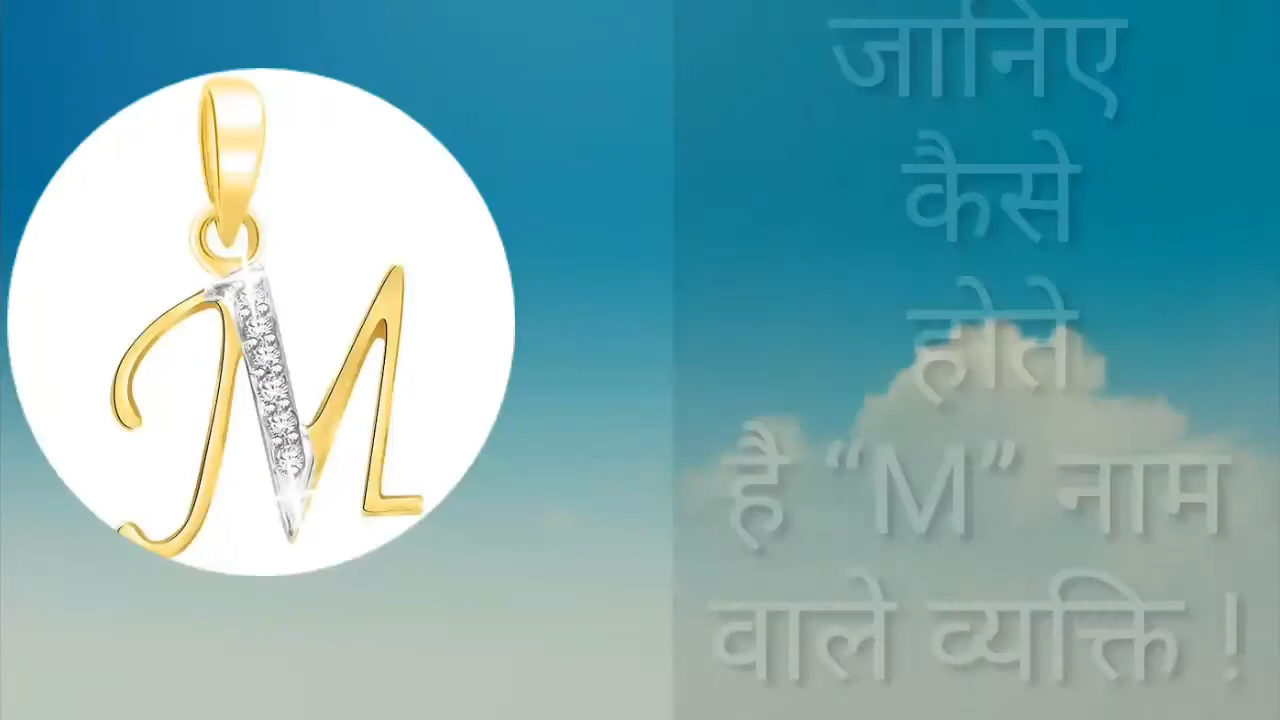 M
जानिए
कैसे
होते
है “M” नाम
वाले व्यक्ति !